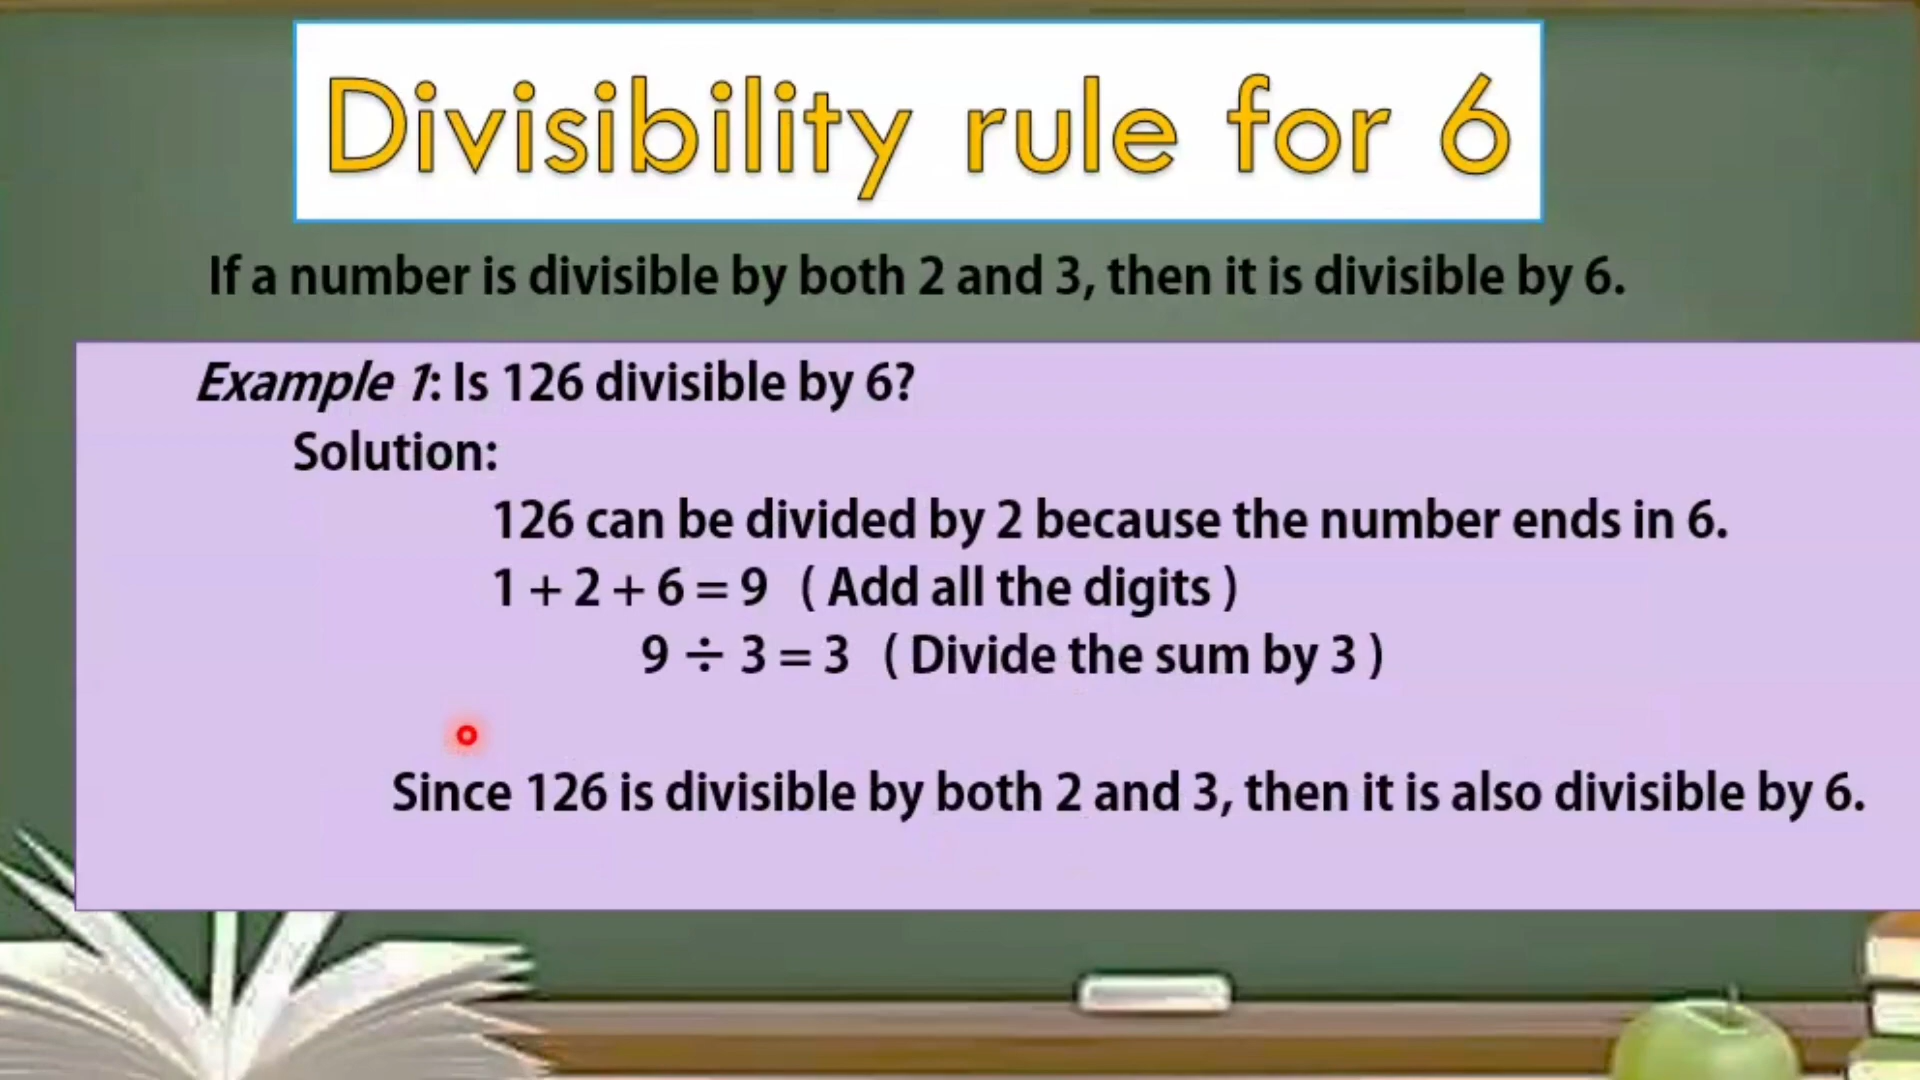 Divisibility rule for 6
If a number is divisible by both 2 and 3, then it is divisible by 6.
Example 1: Is 126 divisible by 6?
Solution:
126 can be divided by 2 because the number ends in 6.
1 + 2 + 6 = 9 ( Add all the digits )
9 ÷ 3 = 3 ( Divide the sum by 3 )
Since 126 is divisible by both 2 and 3, then it is also divisible by 6.